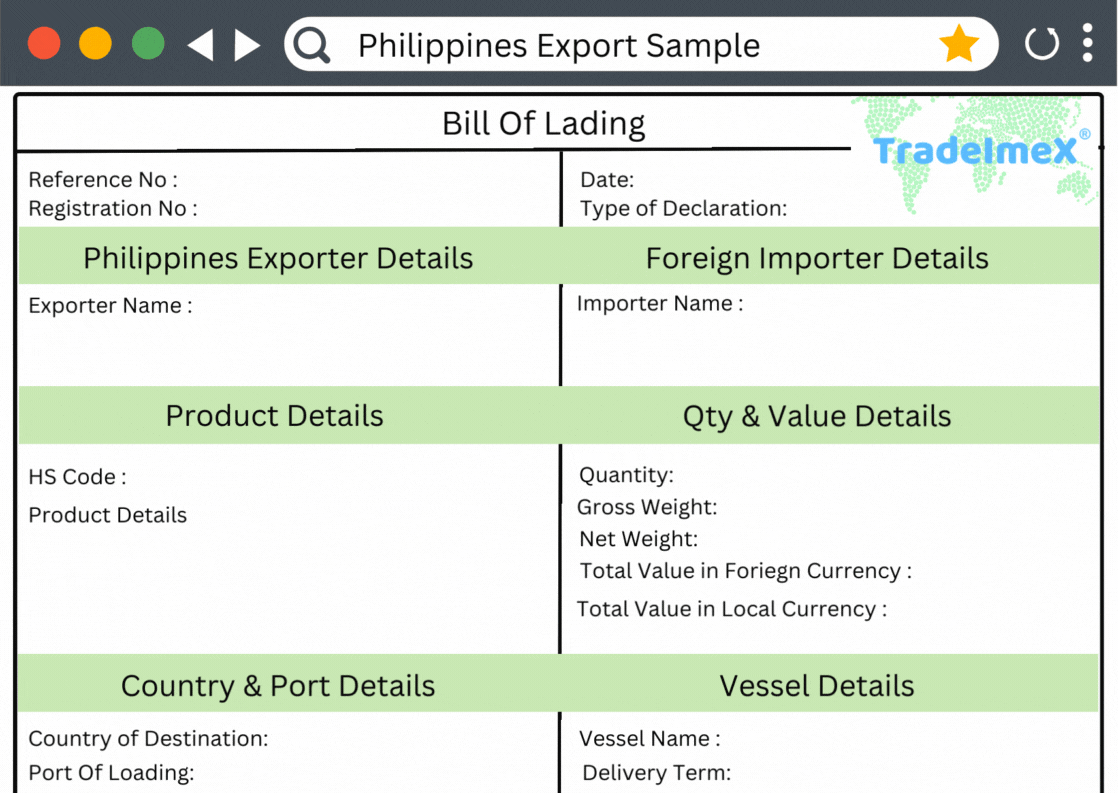 Philippines Export Sample
Bill Of Lading
TradeImeX®
Reference No :
Registration No :
Date:
Type of Declaration:
Philippines Exporter Details
Foreign Importer Details
Exporter Name :
Importer Name :
Product Details
Qty & Value Details
HS Code :
Product Details
Quantity:
Gross Weight:
Net Weight:
Total Value in Foriegn Currency :
Total Value in Local Currency :
Country & Port Details
Vessel Details
Country of Destination:
Port Of Loading:
Vessel Name :
Delivery Term: